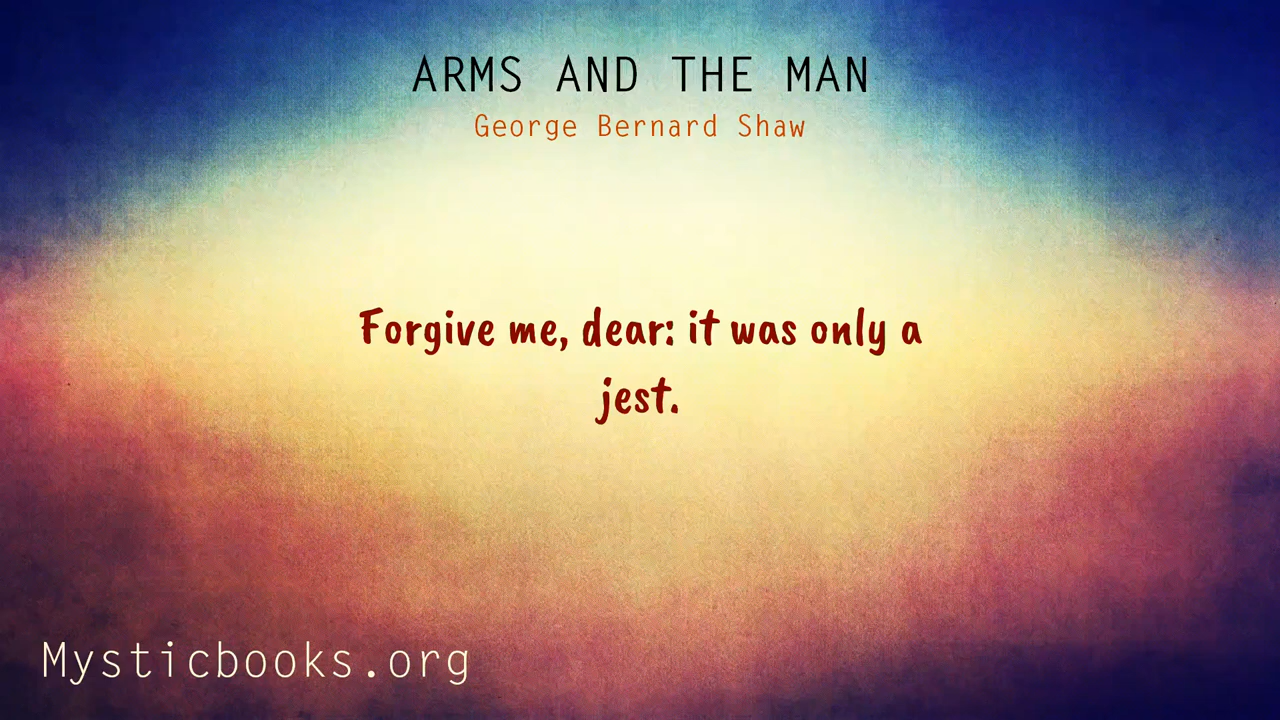 ARMS AND THE MAN
George Bernard Shaw
Forgive me, dear: it was only a
jest.
Mysticbooks.org